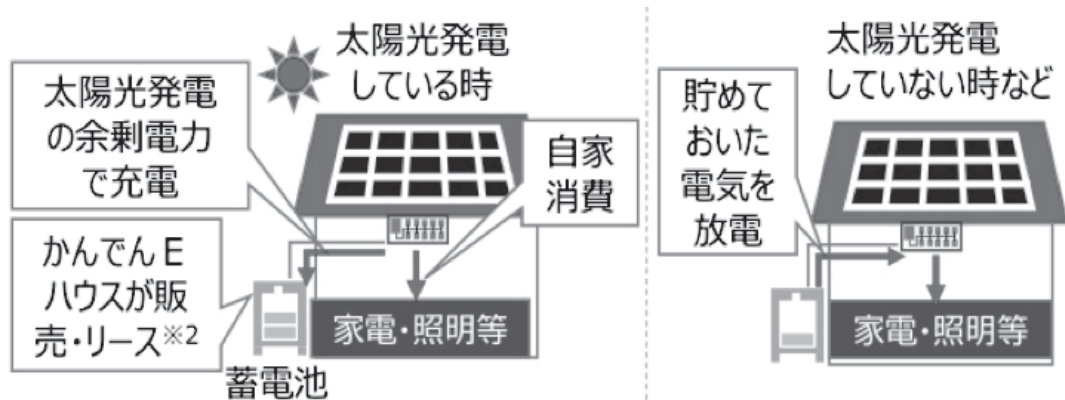 太陽光発電
している時
太陽光発電
の余剰電力
で充電
自家
消費
かんでんE
ハウスが販
売・リース※2
家電・照明等
蓄電池
太陽光発電
していない時など
貯めて
おいた
電気を
放電
家電・照明等